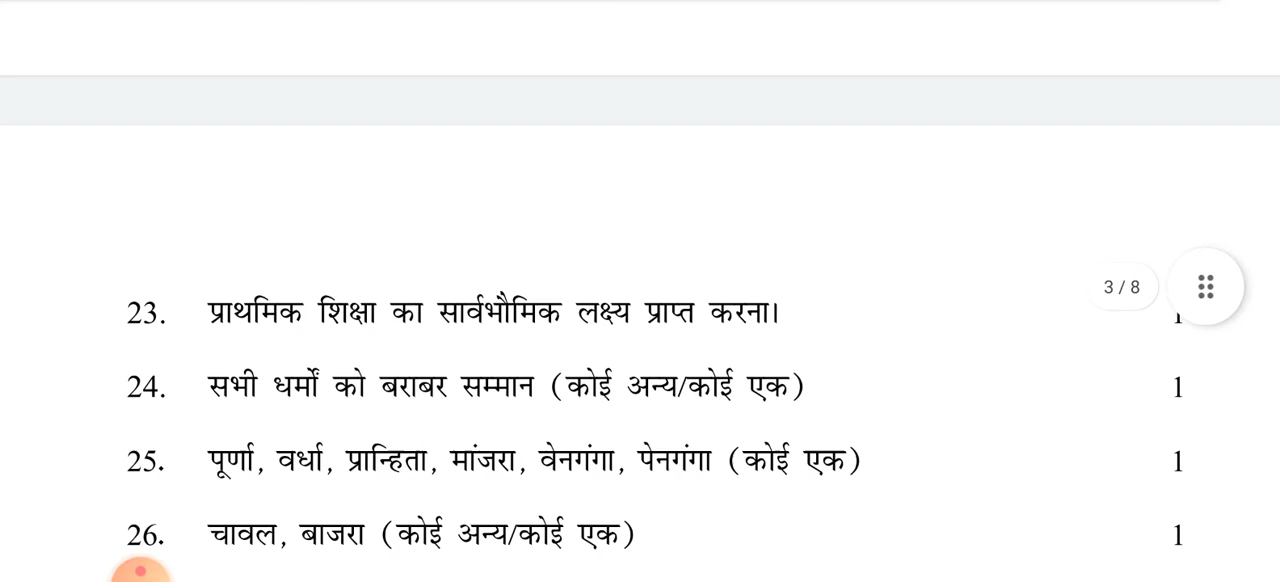 3 / 8
23. प्राथमिक शिक्षा का सार्वभौमिक लक्ष्य प्राप्त करना। 1
24. सभी धर्मों को बराबर सम्मान (कोई अन्य/कोई एक) 1
25. पूर्णा, वर्धा, प्रान्हिता, मांजरा, वेनगंगा, पेनगंगा (कोई एक) 1
26. चावल, बाजरा (कोई अन्य/कोई एक) 1